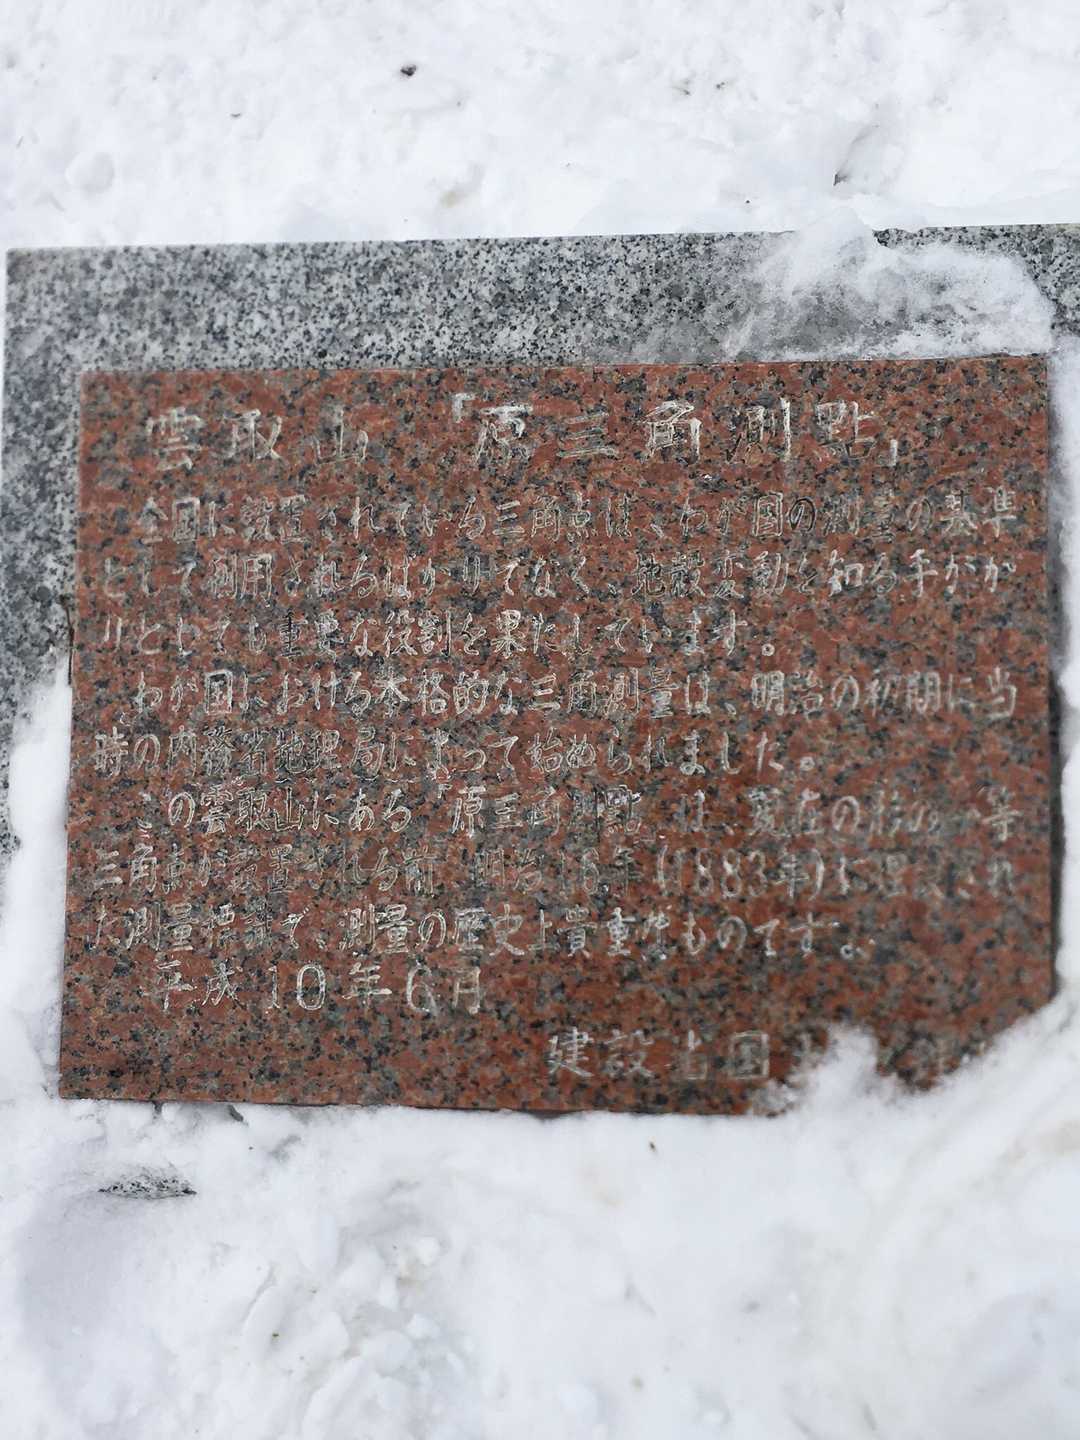 雲取山「原三角測點」
全国に設置されている三角点は、わが国の測量の基準
として利用されるばかりでなく、地殻変動を知る手がか
りとしても重要な役割を果たしています。
わが国における本格的な三角測量は、明治の初期に当
時の内務省地理局によって始められました。
この雲取山にある「原三角測點」は、現在の形の一等
三角点が設置される前、明治16年(1883年)に埋設され
た測量標識で、測量の歴史上貴重なものです。
平成10年6月
建設省国土